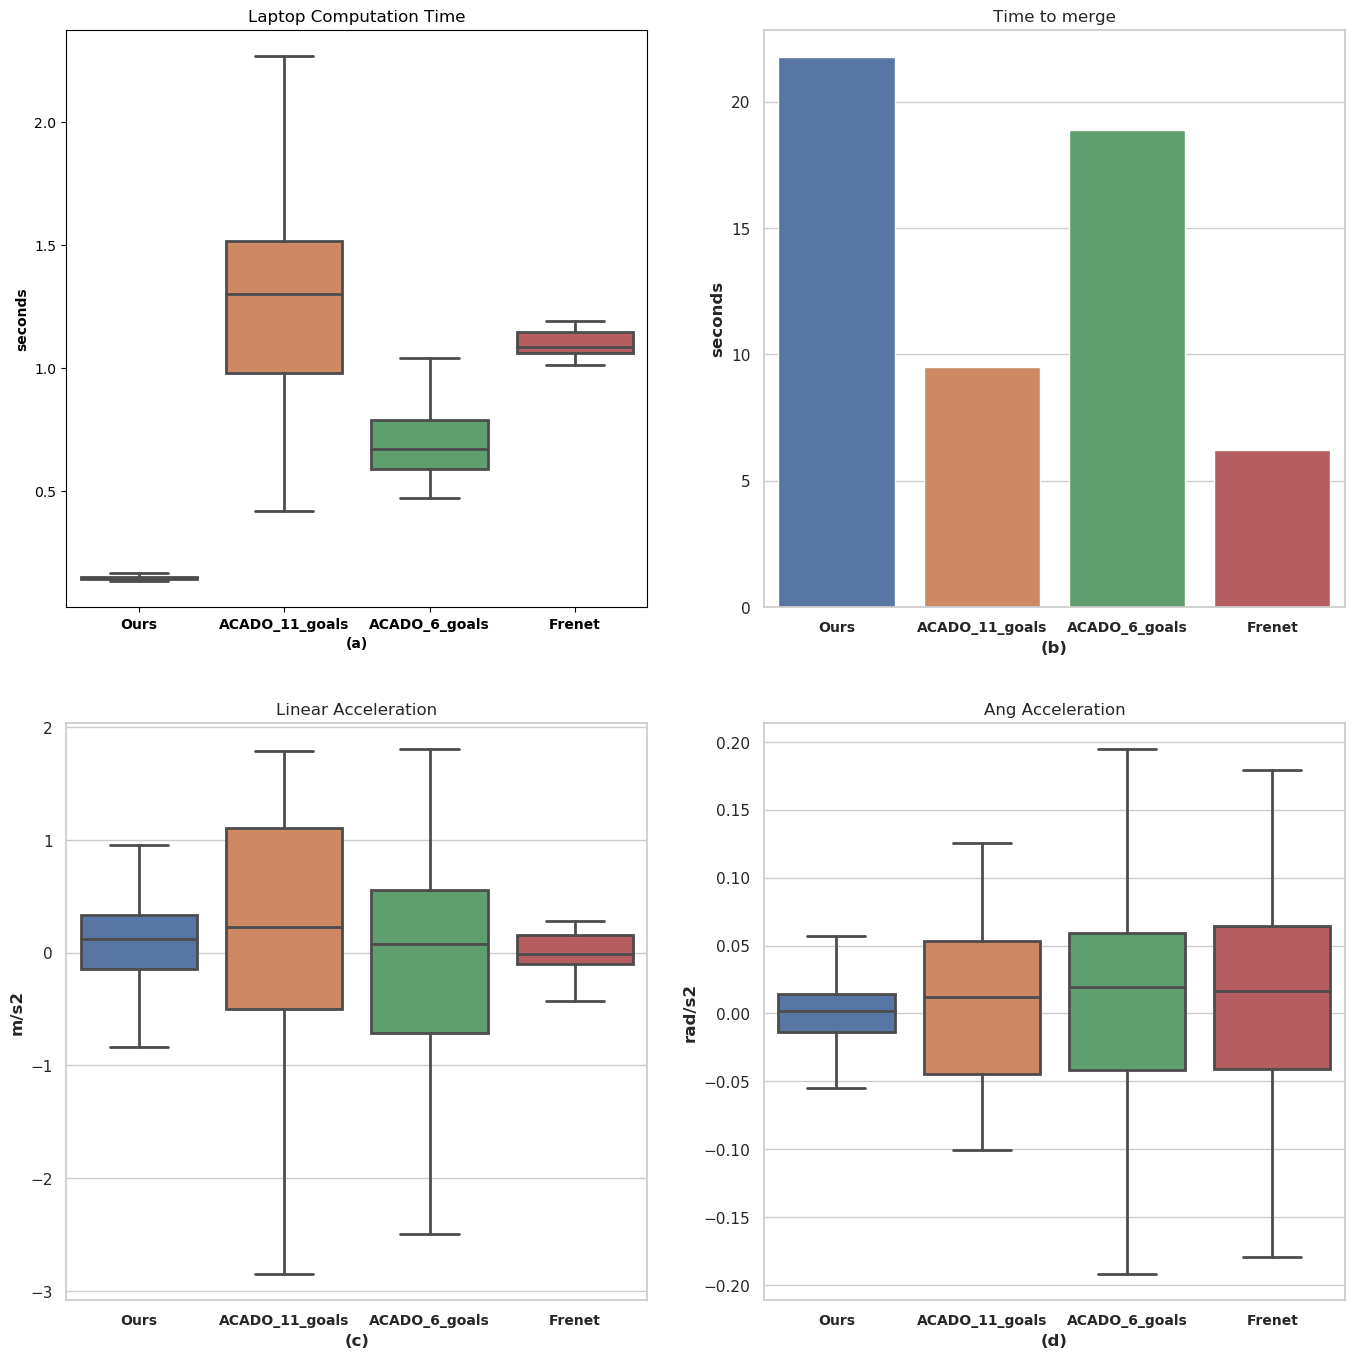 Laptop Computation Time
2.0
1.5
1.0
0.5
seconds
Ours ACADO_11_goals ACADO_6_goals Frenet
(a)
Time to merge
20
15
10
5
0
seconds
Ours ACADO_11_goals ACADO_6_goals Frenet
(b)
Linear Acceleration
2
1
0
−1
−2
−3
m/s2
Ours ACADO_11_goals ACADO_6_goals Frenet
(c)
Ang Acceleration
0.20
0.15
0.10
0.05
0.00
−0.05
−0.10
−0.15
−0.20
rad/s2
Ours ACADO_11_goals ACADO_6_goals Frenet
(d)